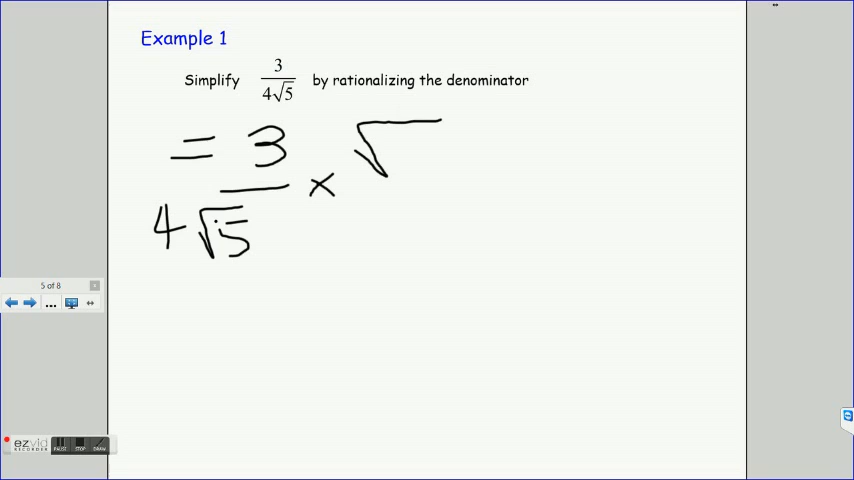 Example 1
Simplify 3/4√5 by rationalizing the denominator
= 3/4√5 × √
5 of 8
...
ezvid
RECORDER
PAUSE STOP DRAW